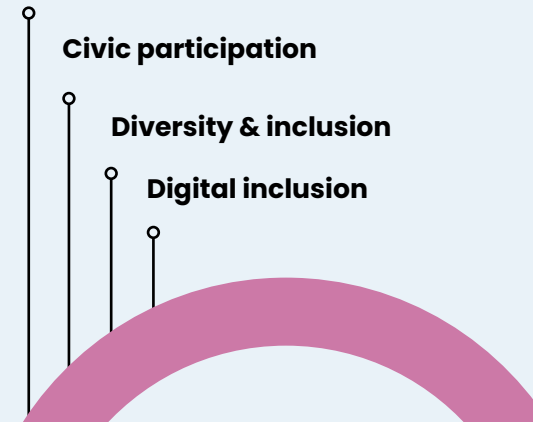 Civic participation
Diversity & inclusion
Digital inclusion